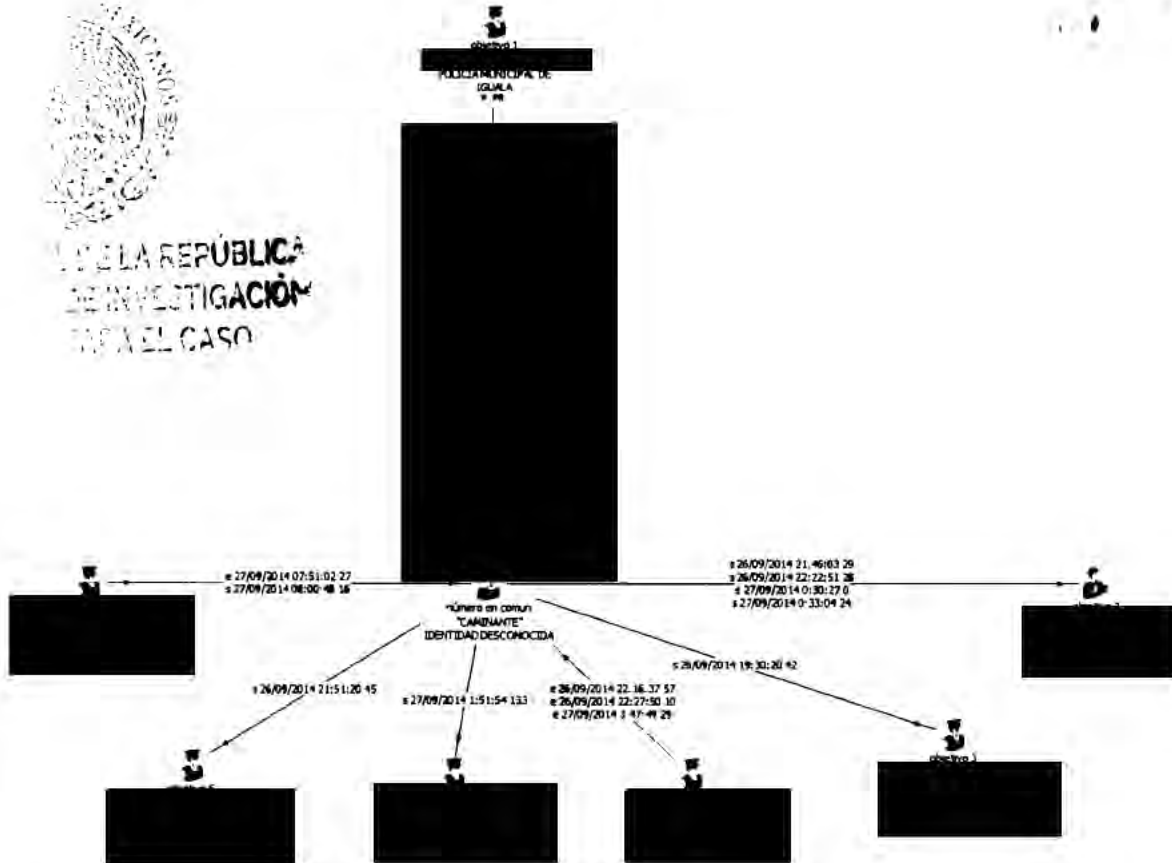 objetivo 1
POLICIA MUNICIPAL DE
IGUALA
LA REPÚBLICA
DE INVESTIGACIÓN
EL CASO
e 27/09/2014 07:51:02 27
s 27/09/2014 08:00:48 16
s 26/09/2014 21:46:03 29
s 26/09/2014 22:22:51 28
s 27/09/2014 0:30:27 0
s 27/09/2014 0:33:04 24
número en comun
"CAMINANTE"
IDENTIDAD DESCONOCIDA
s 26/09/2014 19:30:20 42
s 26/09/2014 21:51:20 45
s 27/09/2014 1:51:54 133
e 26/09/2014 22:16:37 57
e 26/09/2014 22:27:50 10
e 27/09/2014 1:47:49 29
objetivo 3